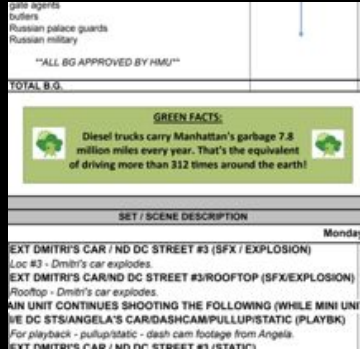 gate agents
butlers
Russian palace guards
Russian military
"*ALL BG APPROVED BY HMU**
TOTAL B.G.
GREEN FACTS:
Diesel trucks carry Manhattan's garbage 7.8
million miles every year. That's the equivalent
of driving more than 312 times around the earth!
SET / SCENE DESCRIPTION
Monday
EXT DMITRI'S CAR / ND DC STREET #3 (SFX / EXPLOSION)
Loc #3 - Dmitri's car explodes.
EXT DMITRI'S CAR/ND DC STREET #3/ROOFTOP (SFX/EXPLOSION)
Rooftop - Dmitri's car explodes.
AIN UNIT CONTINUES SHOOTING THE FOLLOWING (WHILE MINI UNI
I/E DC STS/ANGELA'S CAR/DASHCAM/PULLUP/STATIC (PLAYBK)
For playback - pullup/static - dash cam footage from Angela.
EXT DMITRI'S CAR / ND DC STREET #3 (STATIC)